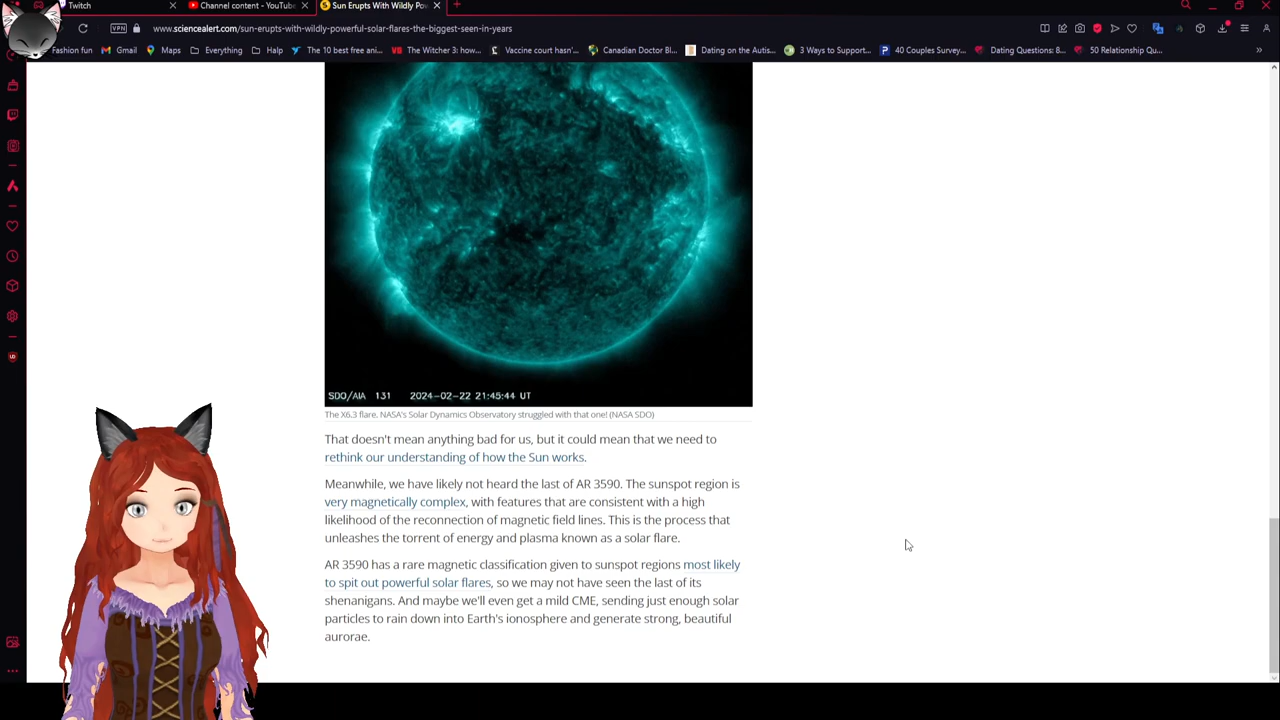 Twitch
Channel content - YouTube
Sun Erupts With Wildly Pow
VPN
www.sciencealert.com/sun-erupts-with-wildly-powerful-solar-flares-the-biggest-seen-in-years
Fashion fun
Gmail
Maps
Everything
Help
The 10 best free ani...
The Witcher 3: how...
Vaccine court hasn'...
Canadian Doctor Bl...
Dating on the Autis...
3 Ways to Support...
40 Couples Survey...
Dating Questions: 8...
50 Relationship Qu...
SDO/AIA 131 2024-02-22 21:45:44 UT
The X6.3 flare. NASA's Solar Dynamics Observatory struggled with that one! (NASA SDO)
That doesn't mean anything bad for us, but it could mean that we need to
rethink our understanding of how the Sun works.
Meanwhile, we have likely not heard the last of AR 3590. The sunspot region is
very magnetically complex, with features that are consistent with a high
likelihood of the reconnection of magnetic field lines. This is the process that
unleashes the torrent of energy and plasma known as a solar flare.
AR 3590 has a rare magnetic classification given to sunspot regions most likely
to spit out powerful solar flares, so we may not have seen the last of its
shenanigans. And maybe we'll even get a mild CME, sending just enough solar
particles to rain down into Earth's ionosphere and generate strong, beautiful
aurorae.